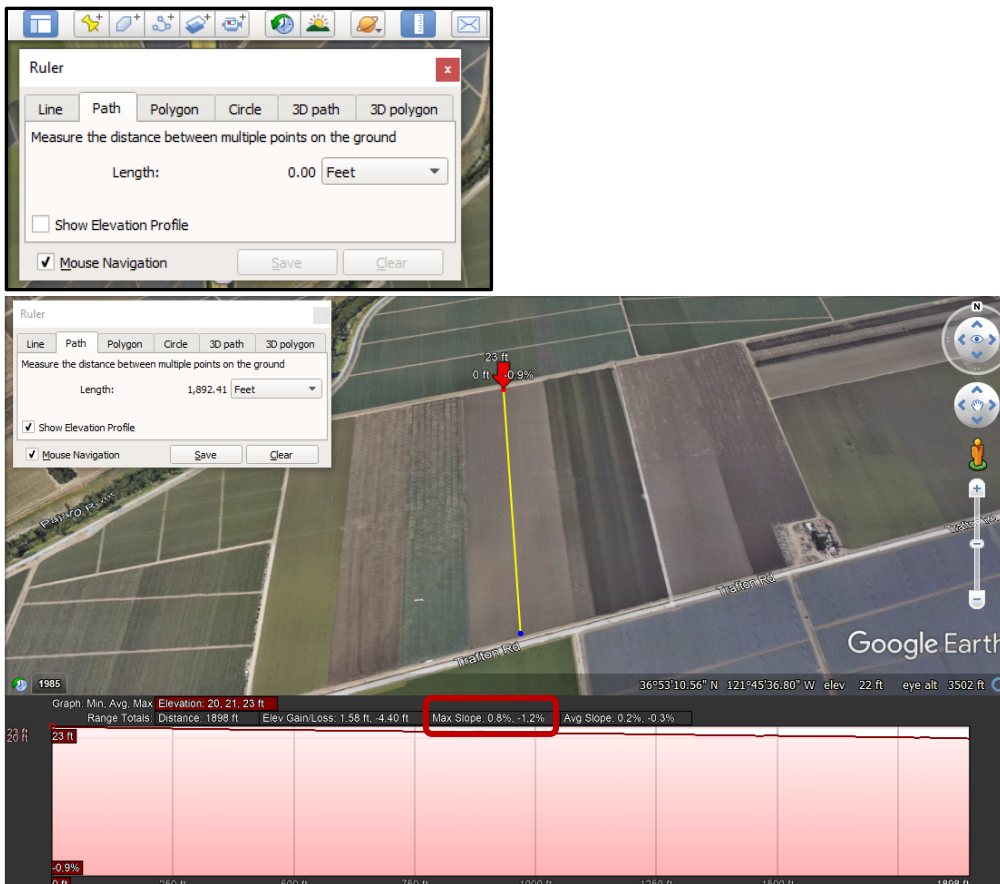 Ruler
x
Line Path Polygon Circle 3D path 3D polygon
Measure the distance between multiple points on the ground
Length: 0.00 Feet
Show Elevation Profile
Mouse Navigation Save Clear
Ruler
Line Path Polygon Circle 3D path 3D polygon
Measure the distance between multiple points on the ground
Length: 1,892.41 Feet
Show Elevation Profile
Mouse Navigation Save Clear
N
23 ft
0 ft -0.9%
Pajaro River
Trafton Rd
Trafton Rd
Trafton Rd
Google Earth
1985
36°53'10.56" N 121°45'36.80" W elev 22 ft eye alt 3502 ft
Graph: Min, Avg, Max Elevation: 20, 21, 23 ft
Range Totals: Distance: 1898 ft Elev Gain/Loss: 1.58 ft, -4.40 ft Max Slope: 0.8%, -1.2% Avg Slope: 0.2%, -0.3%
23 ft
20 ft
23 ft
-0.9%
0 ft 250 ft 500 ft 750 ft 1000 ft 1250 ft 1500 ft 1898 ft